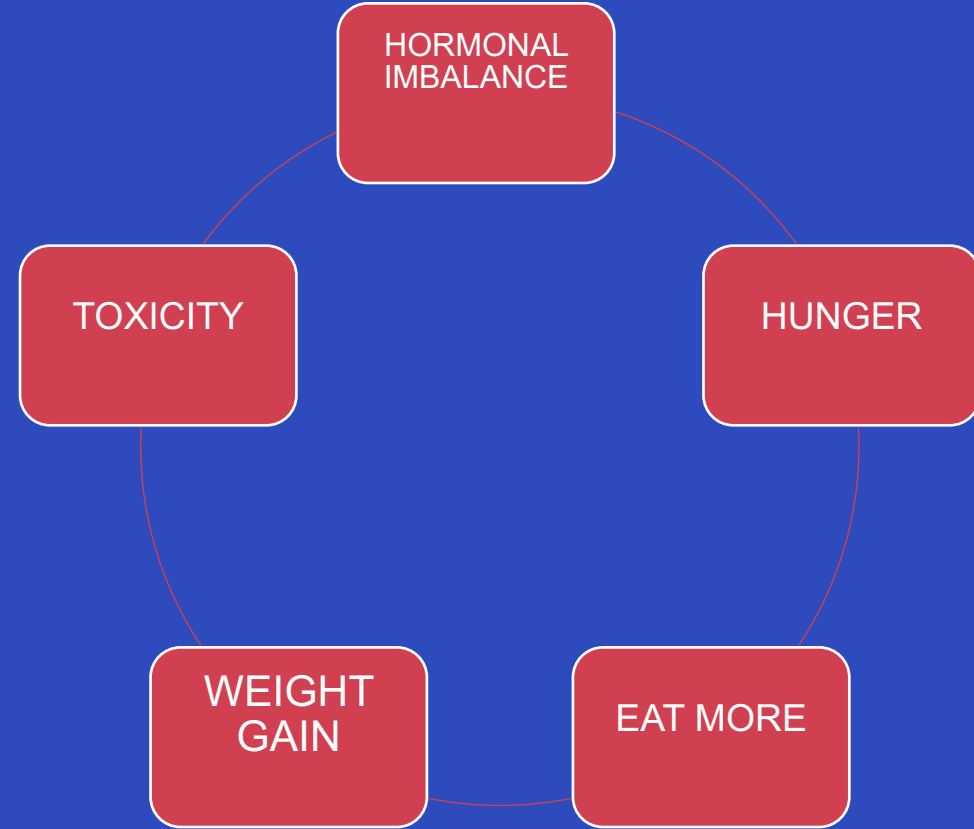 HORMONAL
IMBALANCE
HUNGER
EAT MORE
WEIGHT
GAIN
TOXICITY